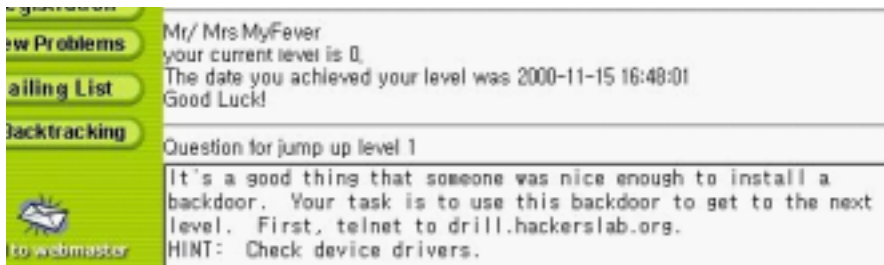 ew Problems
ailing List
Backtracking
to webmaster
Mr/ Mrs MyFever
your current level is 0,
The date you achieved your level was 2000-11-15 16:48:01
Good Luck!
Question for jump up level 1
It's a good thing that someone was nice enough to install a
backdoor. Your task is to use this backdoor to get to the next
level. First, telnet to drill.hackerslab.org.
HINT: Check device drivers.